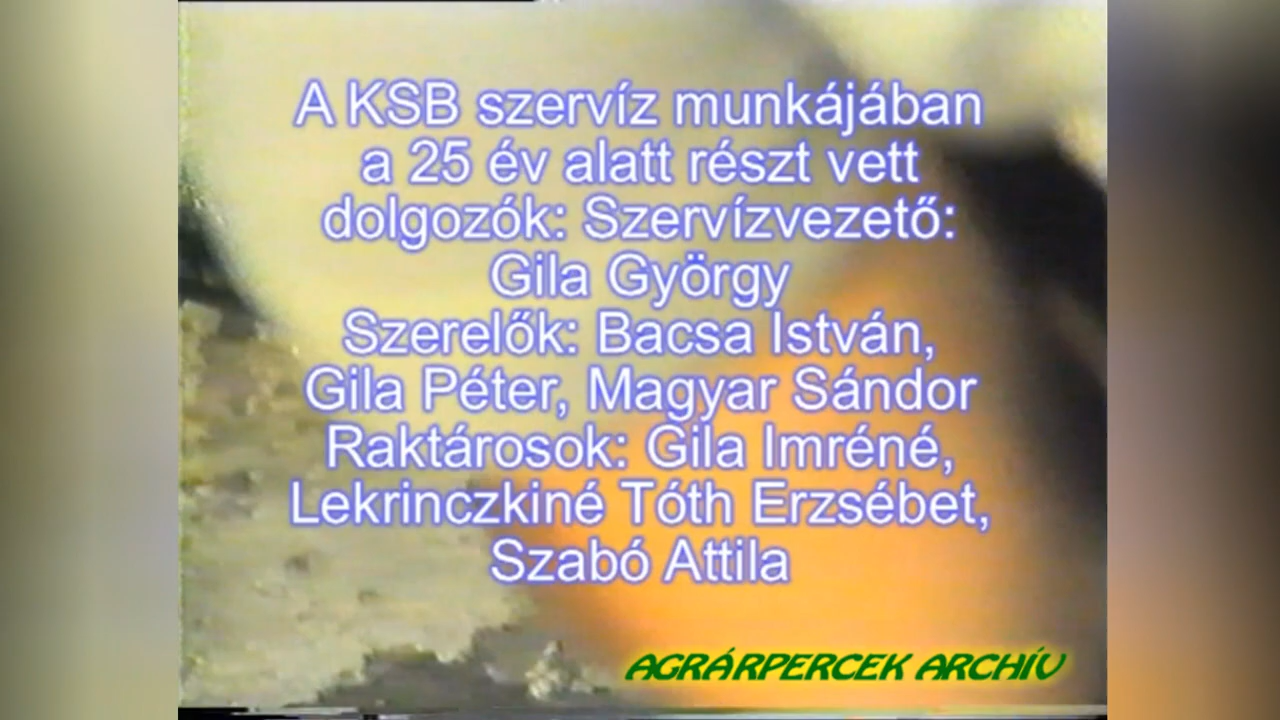 A KSB szervíz munkájában
a 25 év alatt részt vett
dolgozók: Szervízvezető:
Gila György
Szerelők: Bacsa István,
Gila Péter, Magyar Sándor
Raktárosok: Gila Imréné,
Lekrinczkiné Tóth Erzsébet,
Szabó Attila
AGRÁRPERCEK ARCHÍV